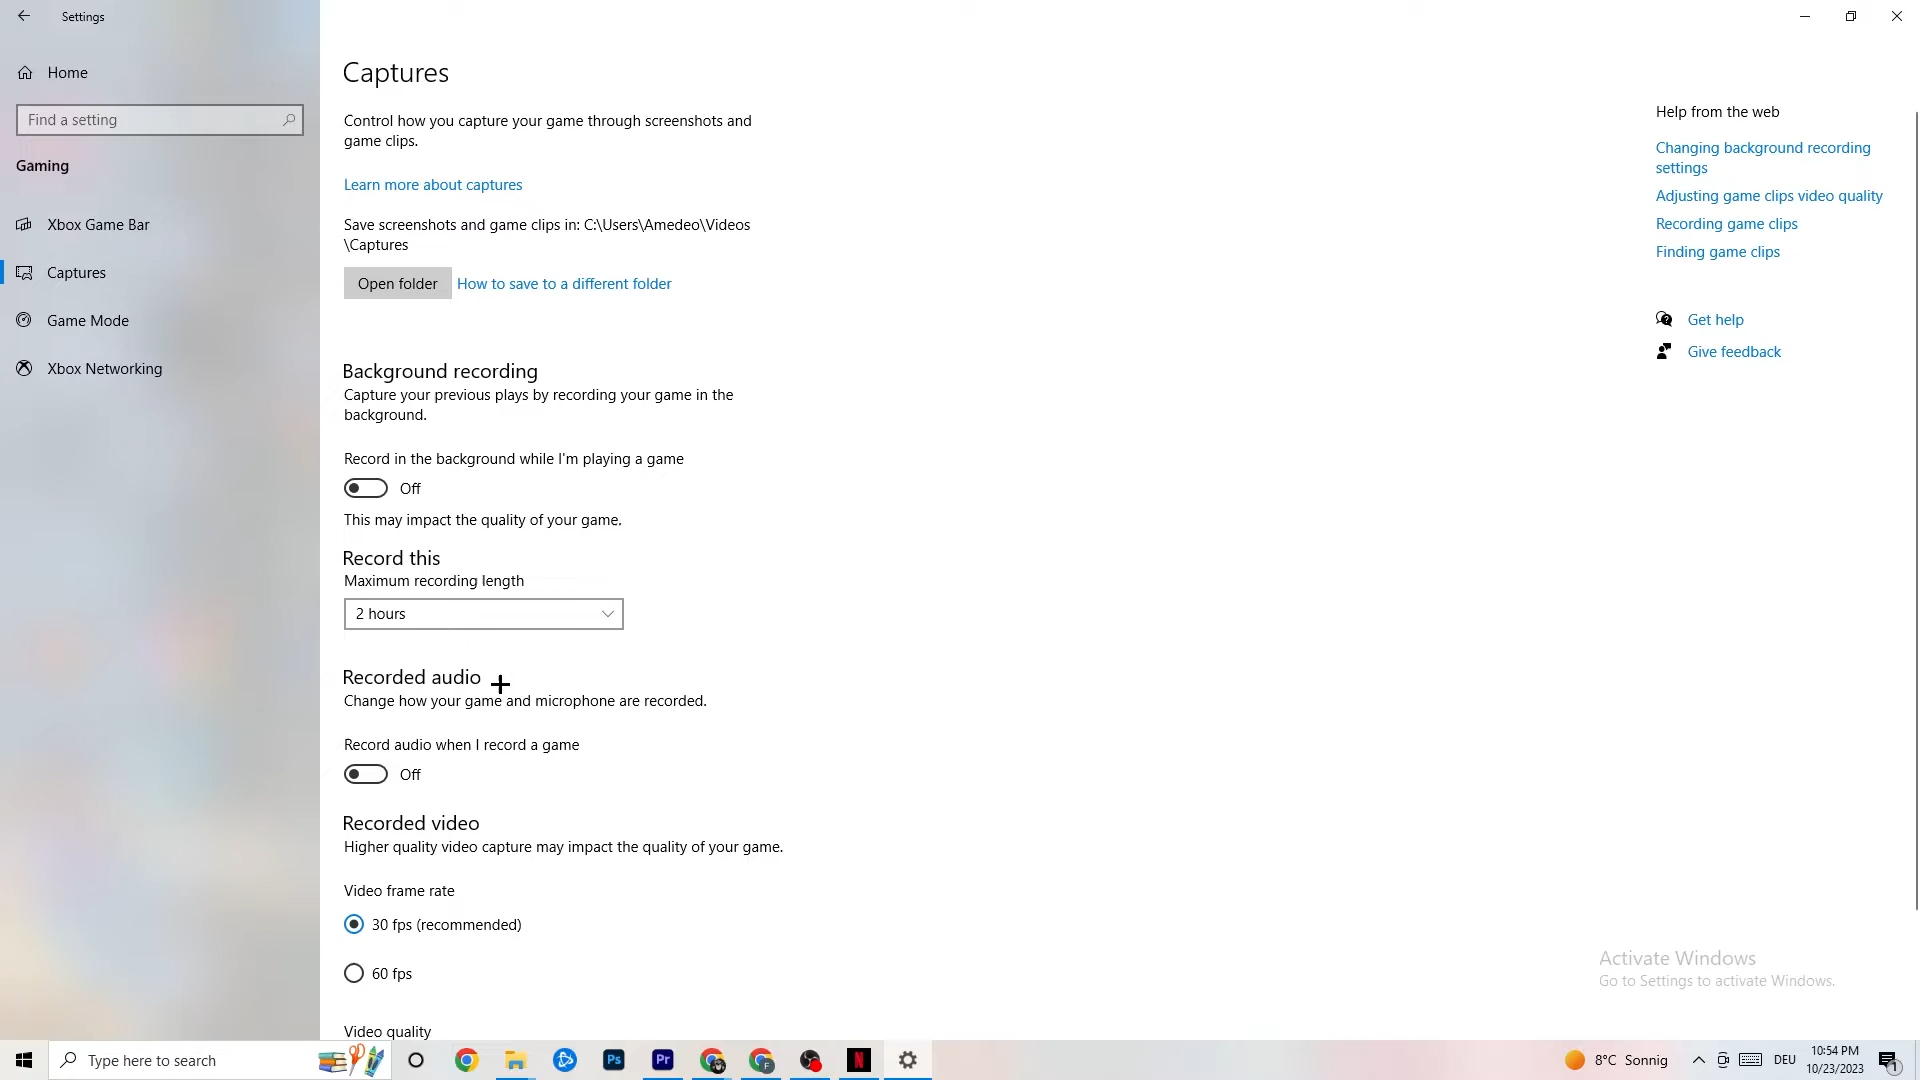 Settings
Home
Find a setting
Gaming
Xbox Game Bar
Captures
Game Mode
Xbox Networking
Captures
Control how you capture your game through screenshots and
game clips.
Learn more about captures
Save screenshots and game clips in: C:\Users\Amedeo\Videos
\Captures
Open folder
How to save to a different folder
Background recording
Capture your previous plays by recording your game in the
background.
Record in the background while I'm playing a game
Off
This may impact the quality of your game.
Record this
Maximum recording length
2 hours
Recorded audio
Change how your game and microphone are recorded.
Record audio when I record a game
Off
Recorded video
Higher quality video capture may impact the quality of your game.
Video frame rate
30 fps (recommended)
60 fps
Video quality
Help from the web
Changing background recording
settings
Adjusting game clips video quality
Recording game clips
Finding game clips
Get help
Give feedback
Activate Windows
Go to Settings to activate Windows.
Type here to search
Ps
Pr
F
N
8°C Sonnig
DEU
10:54 PM
10/23/2023
1